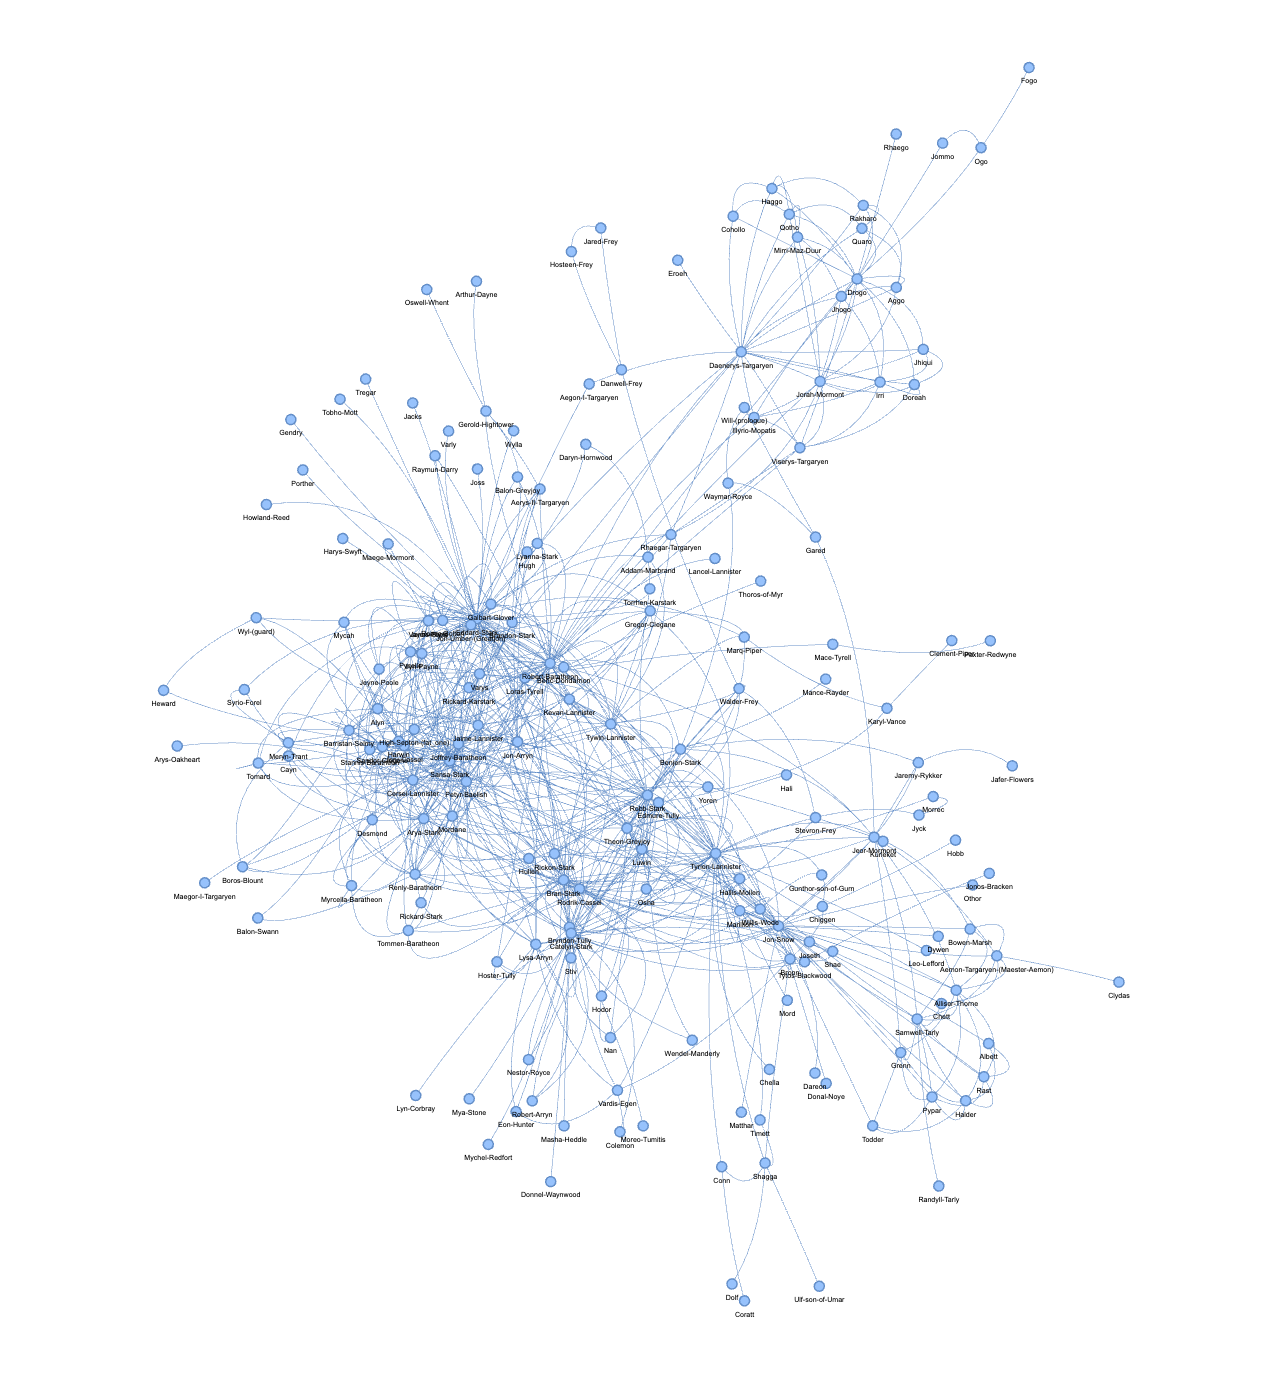 Fogo
Rhaego
Jommo
Ogo
Haggo
Rakharo
Cohollo
Qotho
Jared-Frey
Quaro
Mirri-Maz-Duur
Hosteen-Frey
Eroeh
Arthur-Dayne
Drogo
Aggo
Oswell-Whent
Jhogo
Daenerys-Targaryen
Jhiqui
Danwell-Frey
Tregar
Aegon-I-Targaryen
Jorah-Mormont
Irri
Doreah
Tobho-Mott
Jacks
Will-(prologue)
Gerold-Hightower
Illyrio-Mopatis
Gendry
Varly
Wylla
Daryn-Hornwood
Viserys-Targaryen
Raymun-Darry
Porther
Joss
Balon-Greyjoy
Waymar-Royce
Aerys-II-Targaryen
Howland-Reed
Rhaegar-Targaryen
Gared
Harys-Swyft
Maege-Mormont
Lyanna-Stark
Hugh
Addam-Marbrand
Lancel-Lannister
Thoros-of-Myr
Torrhen-Karstark
Galbart-Glover
Gregor-Clegane
Wyl-(guard)
Mycah
Brandon-Stark
Jon-Umber-(Greatjon)
Marq-Piper
Mace-Tyrell
Clement-Piper
Paxter-Redwyne
Robert-Baratheon
Beric-Dondarrion
Jeyne-Poole
Mance-Rayder
Varys
Loras-Tyrell
Heward
Syrio-Forel
Rickard-Karstark
Walder-Frey
Kevan-Lannister
Karyl-Vance
Alyn
Tywin-Lannister
Jaime-Lannister
Barristan-Selmy
High-Septon-(fat_one)
Arys-Oakheart
Meryn-Trant
Harwin
Jon-Arryn
Joffrey-Baratheon
Benjen-Stark
Cayn
Tomard
Sansa-Stark
Jaremy-Rykker
Jafer-Flowers
Hali
Cersei-Lannister
Petyr-Baelish
Yoren
Robb-Stark
Morrec
Edmure-Tully
Desmond
Arya-Stark
Mordane
Stevron-Frey
Jyck
Theon-Greyjoy
Jeor-Mormont
Kurleket
Hobb
Luwin
Tyrion-Lannister
Rickon-Stark
Hullen
Boros-Blount
Renly-Baratheon
Gunthor-son-of-Gurn
Hallis-Mollen
Jonos-Bracken
Maegor-I-Targaryen
Bran-Stark
Othor
Myrcella-Baratheon
Rodrik-Cassel
Osha
Rickard-Stark
Chiggen
Willis-Wode
Balon-Swann
Jon-Snow
Brynden-Tully
Bowen-Marsh
Tommen-Baratheon
Catelyn-Stark
Dywen
Lysa-Arryn
Joseth
Leo-Lefford
Shae
Aemon-Targaryen-(Maester-Aemon)
Hoster-Tully
Stiv
Bronn
Tytos-Blackwood
Clydas
Alliser-Thorne
Hodor
Mord
Chett
Samwell-Tarly
Nan
Wendel-Manderly
Albett
Grenn
Nestor-Royce
Chella
Dareon
Rast
Donal-Noye
Vardis-Egen
Lyn-Corbray
Mya-Stone
Robert-Arryn
Pypar
Halder
Eon-Hunter
Matthar
Timett
Masha-Heddle
Colemon
Moreo-Tumitis
Todder
Mychel-Redfort
Conn
Shagga
Donnel-Waynwood
Randyll-Tarly
Dolf
Ulf-son-of-Umar
Coratt